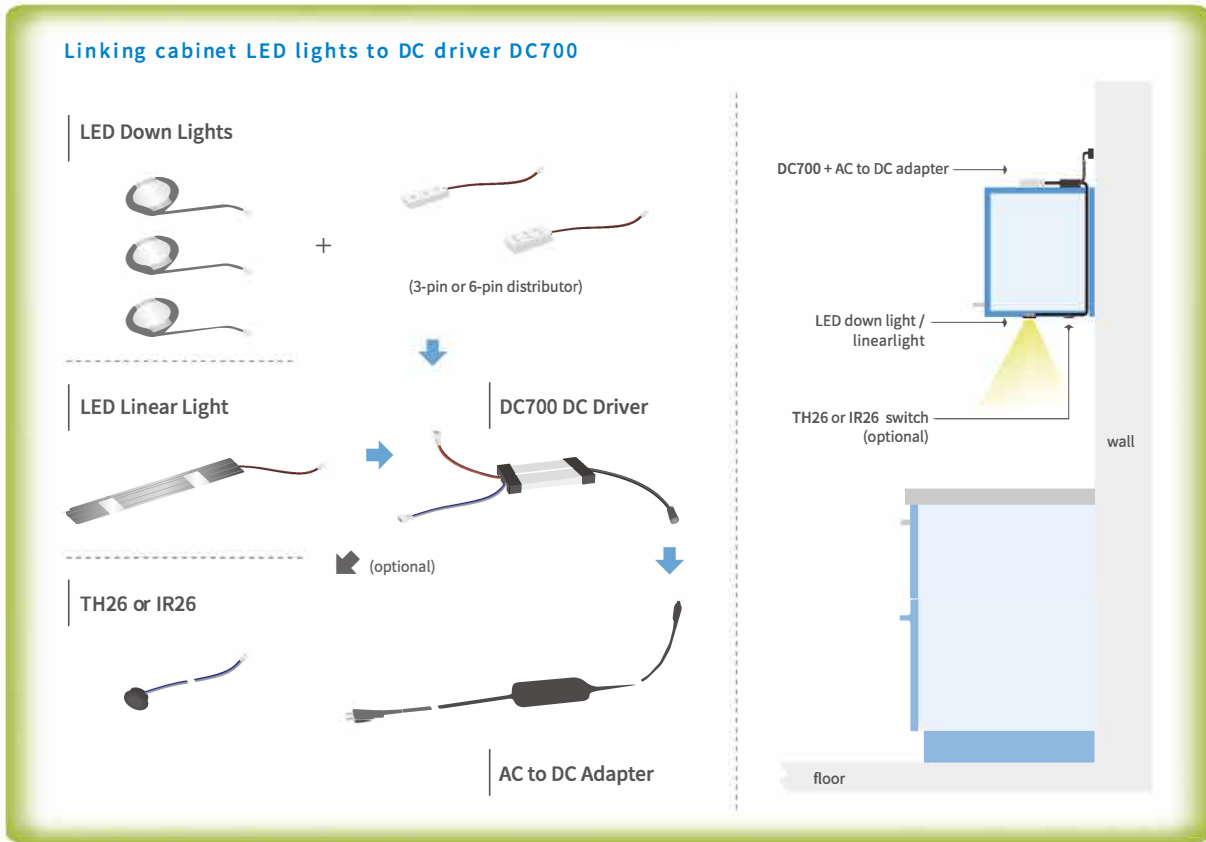 Linking cabinet LED lights to DC driver DC700
LED Down Lights
+
(3-pin or 6-pin distributor)
LED Linear Light
DC700 DC Driver
(optional)
TH26 or IR26
AC to DC Adapter
DC700 + AC to DC adapter
LED down light /
linearlight
TH26 or IR26 switch
(optional)
wall
floor